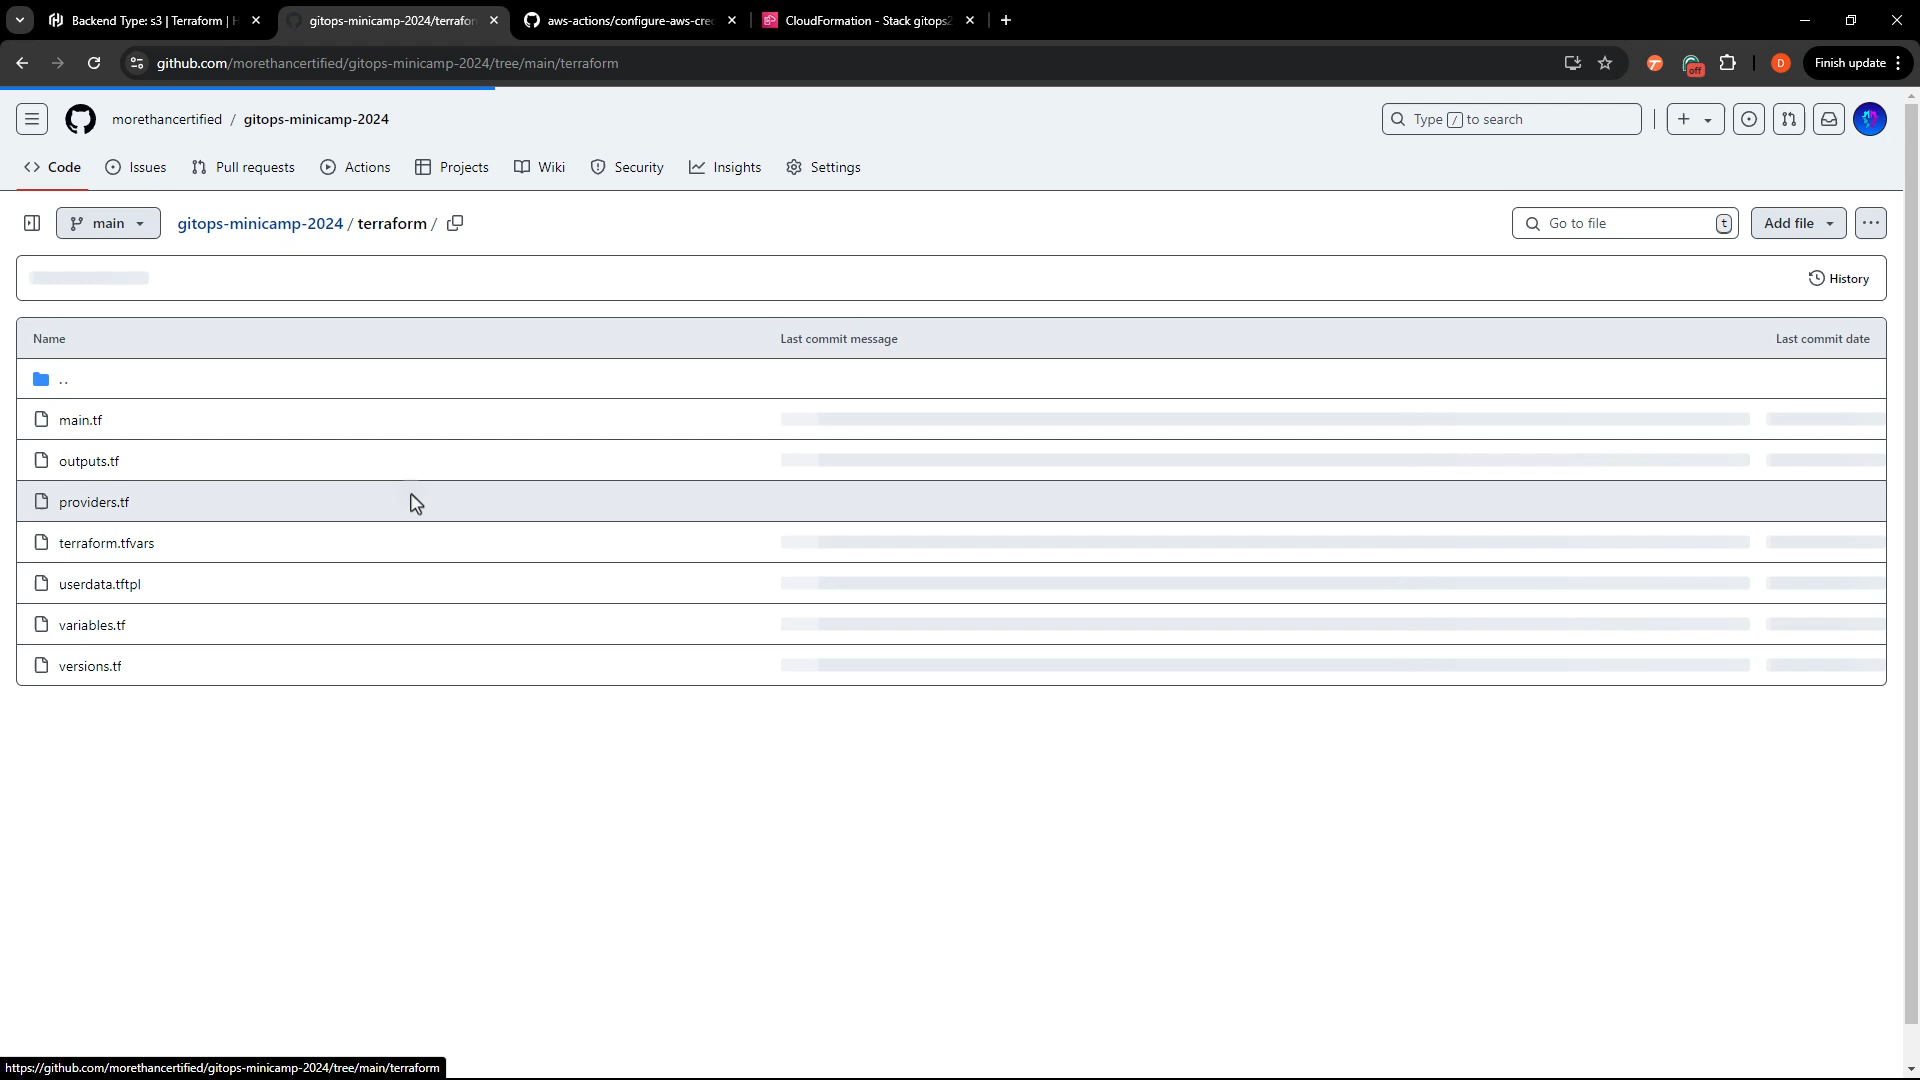 Backend Type: s3 | Terraform | H
gitops-minicamp-2024/terraform
aws-actions/configure-aws-cred
CloudFormation - Stack gitops2
github.com/morethancertified/gitops-minicamp-2024/tree/main/terraform
off
D
Finish update
morethancertified / gitops-minicamp-2024
Type / to search
Code
Issues
Pull requests
Actions
Projects
Wiki
Security
Insights
Settings
main
gitops-minicamp-2024 / terraform /
Go to file
t
Add file
History
Name
Last commit message
Last commit date
..
main.tf
outputs.tf
providers.tf
terraform.tfvars
userdata.tftpl
variables.tf
versions.tf
https://github.com/morethancertified/gitops-minicamp-2024/tree/main/terraform